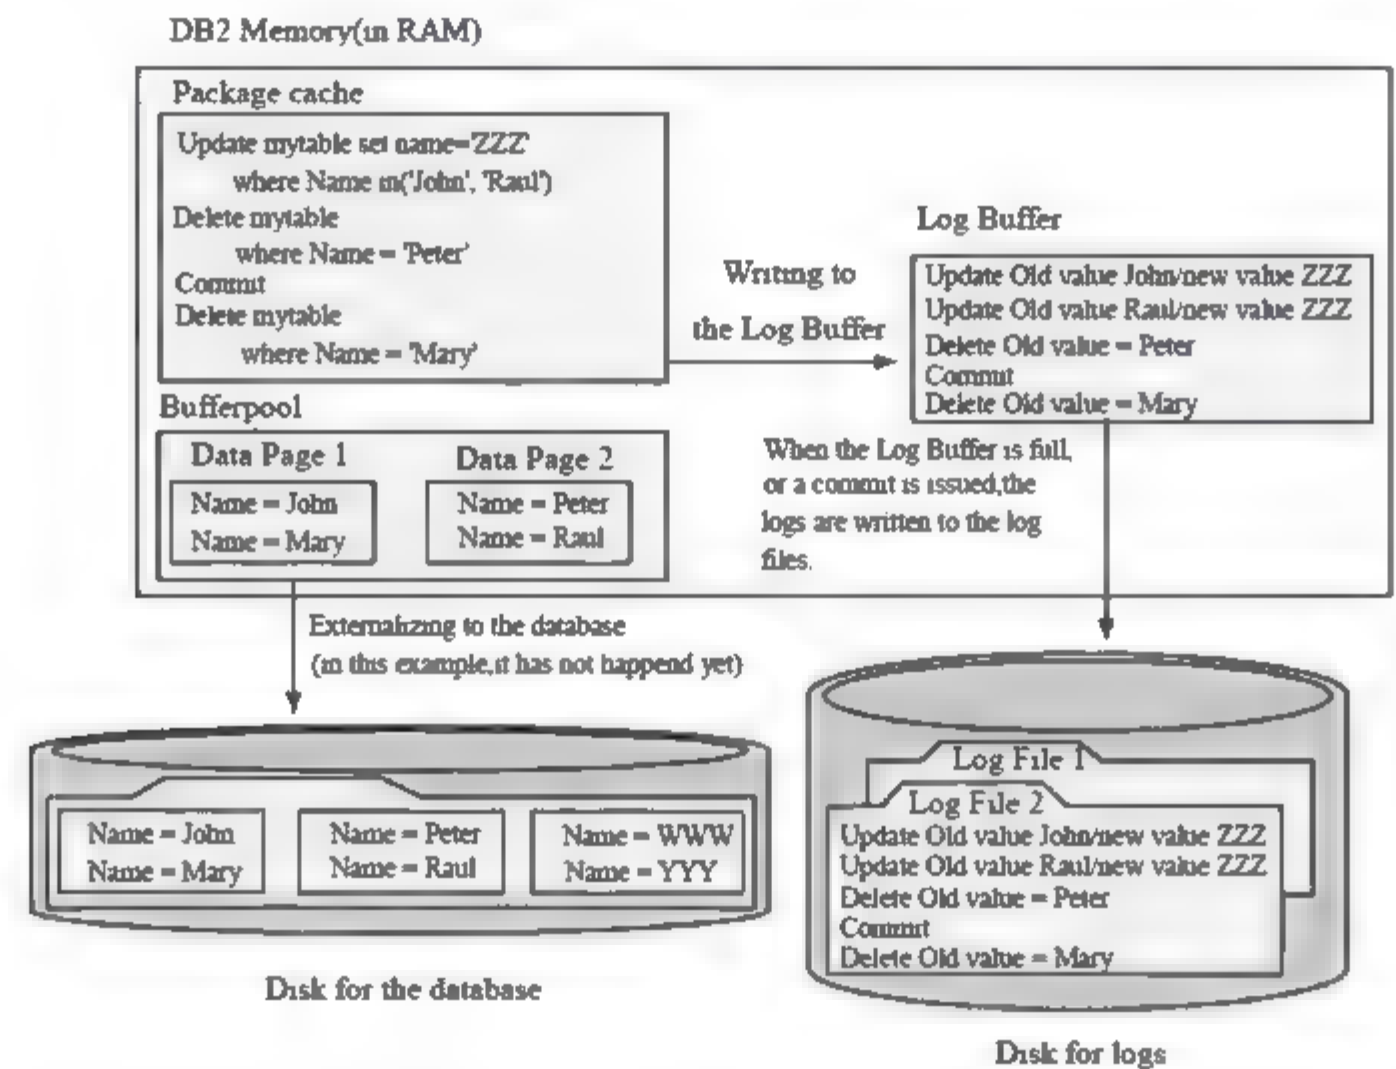 DB2 Memory(in RAM)
Package cache
Update mytable set name='ZZZ'
where Name in('John', 'Raul')
Delete mytable
where Name = 'Peter'
Commit
Delete mytable
where Name = 'Mary'
Writing to
the Log Buffer
Log Buffer
Update Old value John/new value ZZZ
Update Old value Raul/new value ZZZ
Delete Old value = Peter
Commit
Delete Old value = Mary
Bufferpool
Data Page 1
Name = John
Name = Mary
Data Page 2
Name = Peter
Name = Raul
When the Log Buffer is full,
or a commit is issued,the
logs are written to the log
files.
Externalizing to the database
(in this example,it has not happend yet)
Name = John
Name = Mary
Name = Peter
Name = Raul
Name = WWW
Name = YYY
Disk for the database
Log File 1
Log File 2
Update Old value John/new value ZZZ
Update Old value Raul/new value ZZZ
Delete Old value = Peter
Commit
Delete Old value = Mary
Disk for logs